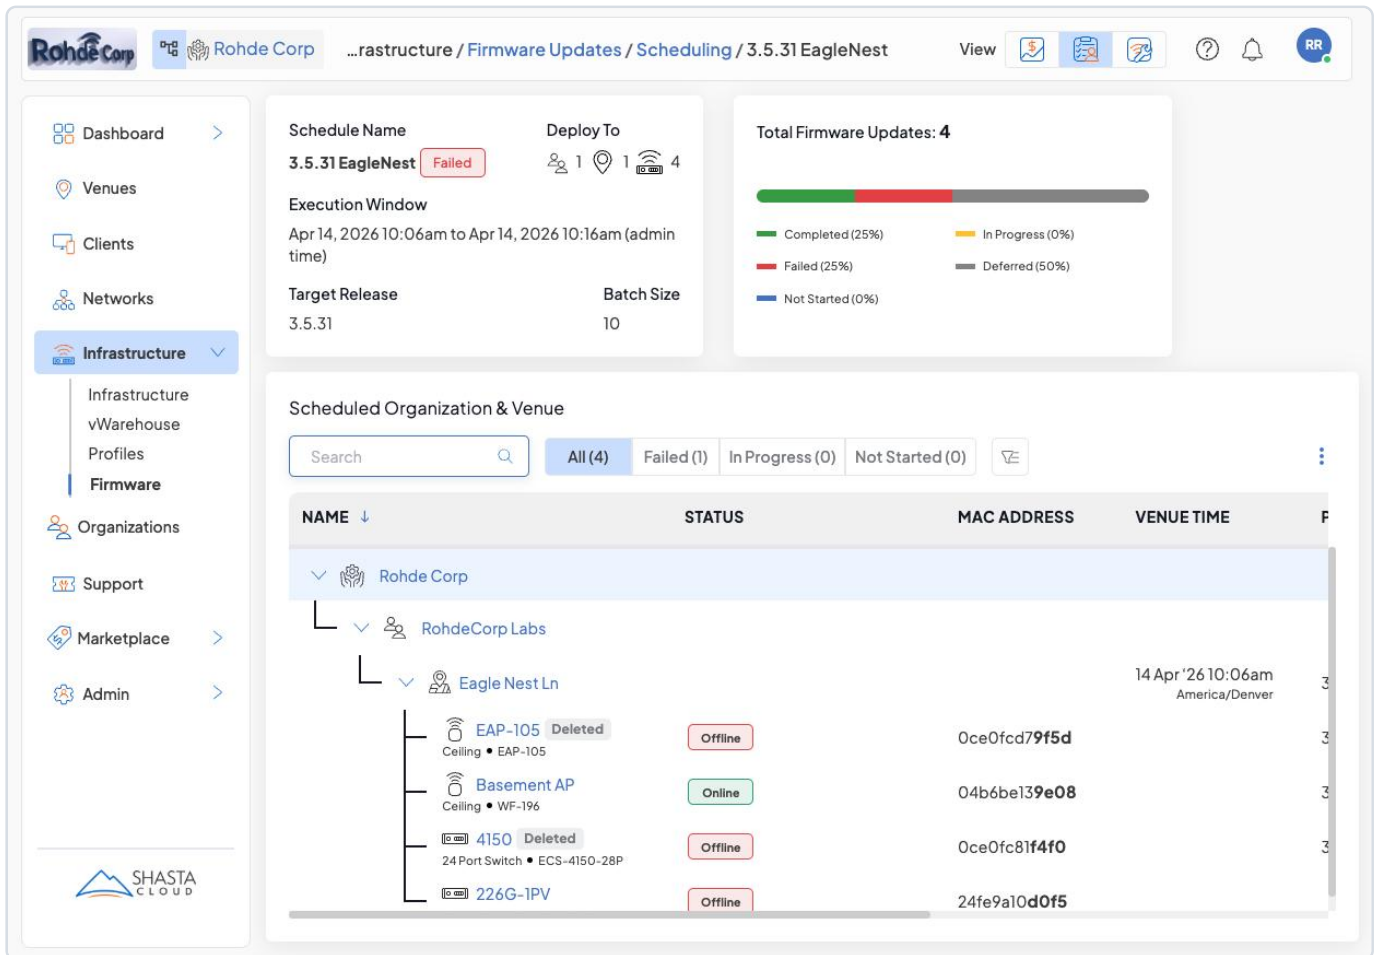 Rohde Corp
Rohde Corp
...rastructure / Firmware Updates / Scheduling / 3.5.31 EagleNest
View
RR
Dashboard
Venues
Clients
Networks
Infrastructure
Infrastructure
vWarehouse
Profiles
Firmware
Organizations
Support
Marketplace
Admin
SHASTA
CLOUD
Schedule Name
Deploy To
3.5.31 EagleNest Failed
1 1 4
Execution Window
Apr 14, 2026 10:06am to Apr 14, 2026 10:16am (admin
time)
Target Release
Batch Size
3.5.31
10
Total Firmware Updates: 4
Completed (25%)
In Progress (0%)
Failed (25%)
Deferred (50%)
Not Started (0%)
Scheduled Organization & Venue
Search
All (4) Failed (1) In Progress (0) Not Started (0)
NAME STATUS MAC ADDRESS VENUE TIME
Rohde Corp
RohdeCorp Labs
Eagle Nest Ln
14 Apr ‘26 10:06am
America/Denver
EAP-105 Deleted
Ceiling • EAP-105
Offline
0ce0fcd79f5d
Basement AP
Ceiling • WF-196
Online
04b6be139e08
4150 Deleted
24 Port Switch • ECS-4150-28P
Offline
0ce0fc81f4f0
226G-1PV
Offline
24fe9a10d0f5